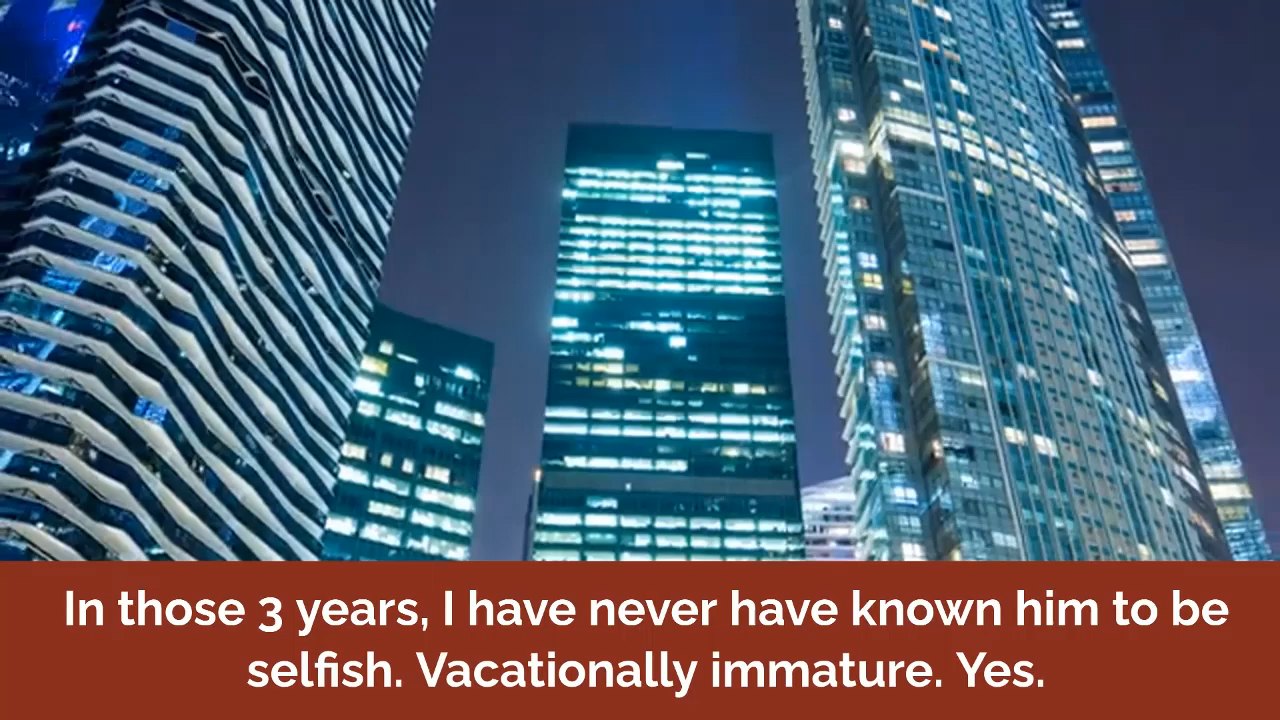 In those 3 years, I have never have known him to be
selfish. Vacationally immature. Yes.